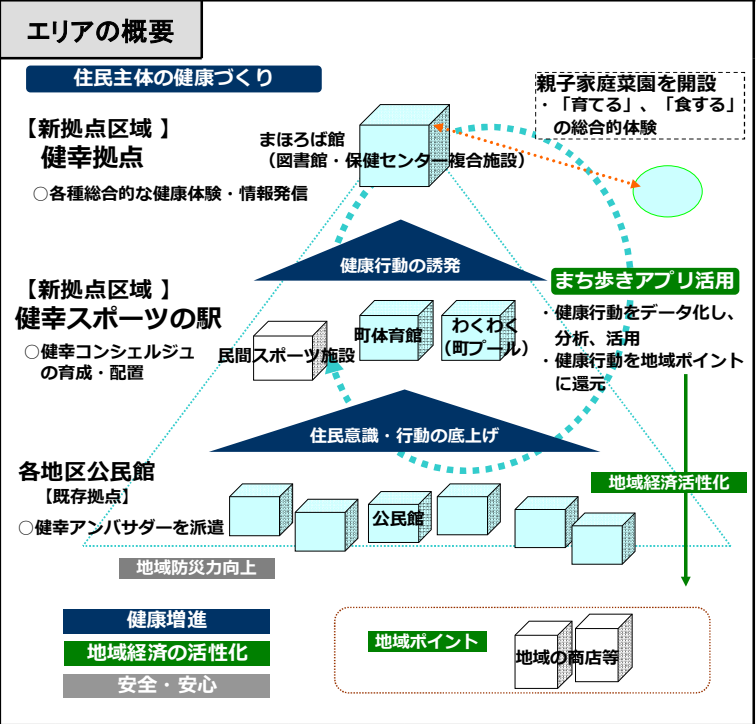 エリアの概要
住民主体の健康づくり
【新拠点区域 】
健幸拠点
○各種総合的な健康体験・情報発信
まほろば館
（図書館・保健センター複合施設）
親子家庭菜園を開設
・「育てる」、「食する」
の総合的体験
健康行動の誘発
【新拠点区域 】
健幸スポーツの駅
○健幸コンシェルジュ
の育成・配置
民間スポーツ施設
町体育館
わくわく
（町プール）
まち歩きアプリ活用
・健康行動をデータ化し、
分析、活用
・健康行動を地域ポイント
に還元
住民意識・行動の底上げ
各地区公民館
【既存拠点】
○健幸アンバサダーを派遣
公民館
地域経済活性化
地域防災力向上
健康増進
地域経済の活性化
安全・安心
地域ポイント
地域の商店等